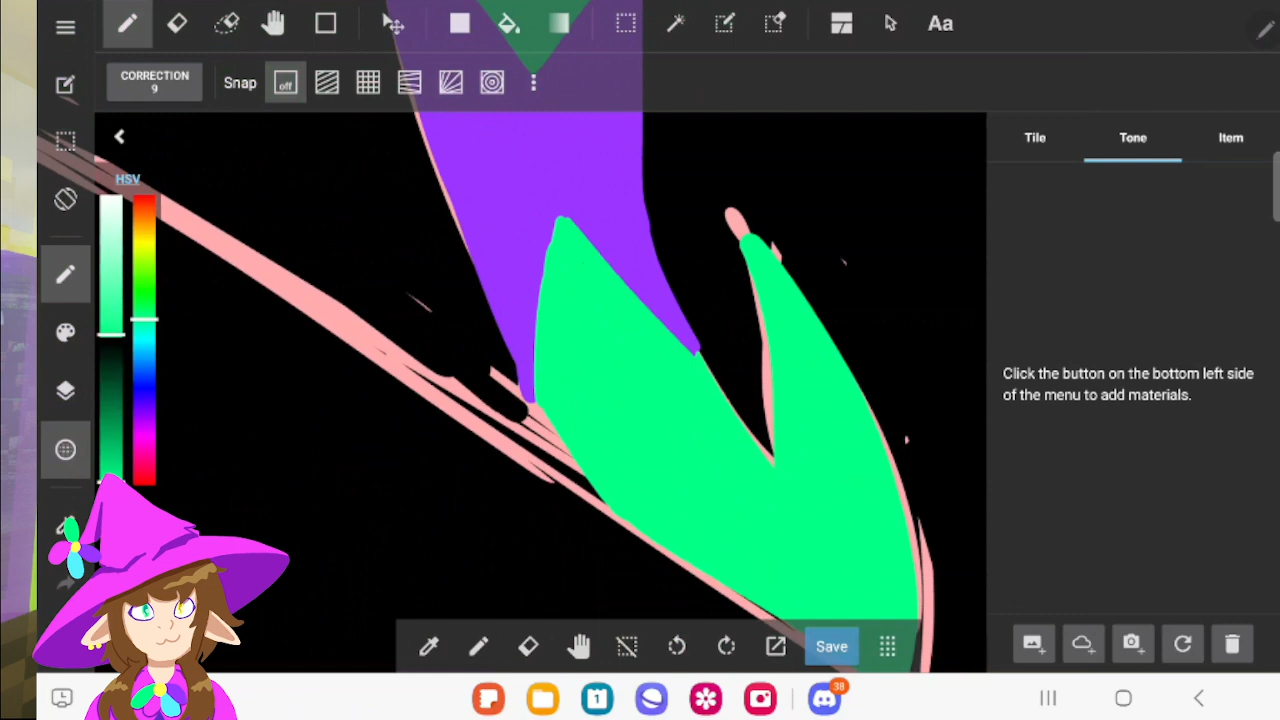 Aa
CORRECTION
9
Snap
off
HSV
Tile Tone Item
Click the button on the bottom left side
of the menu to add materials.
Save
1
38